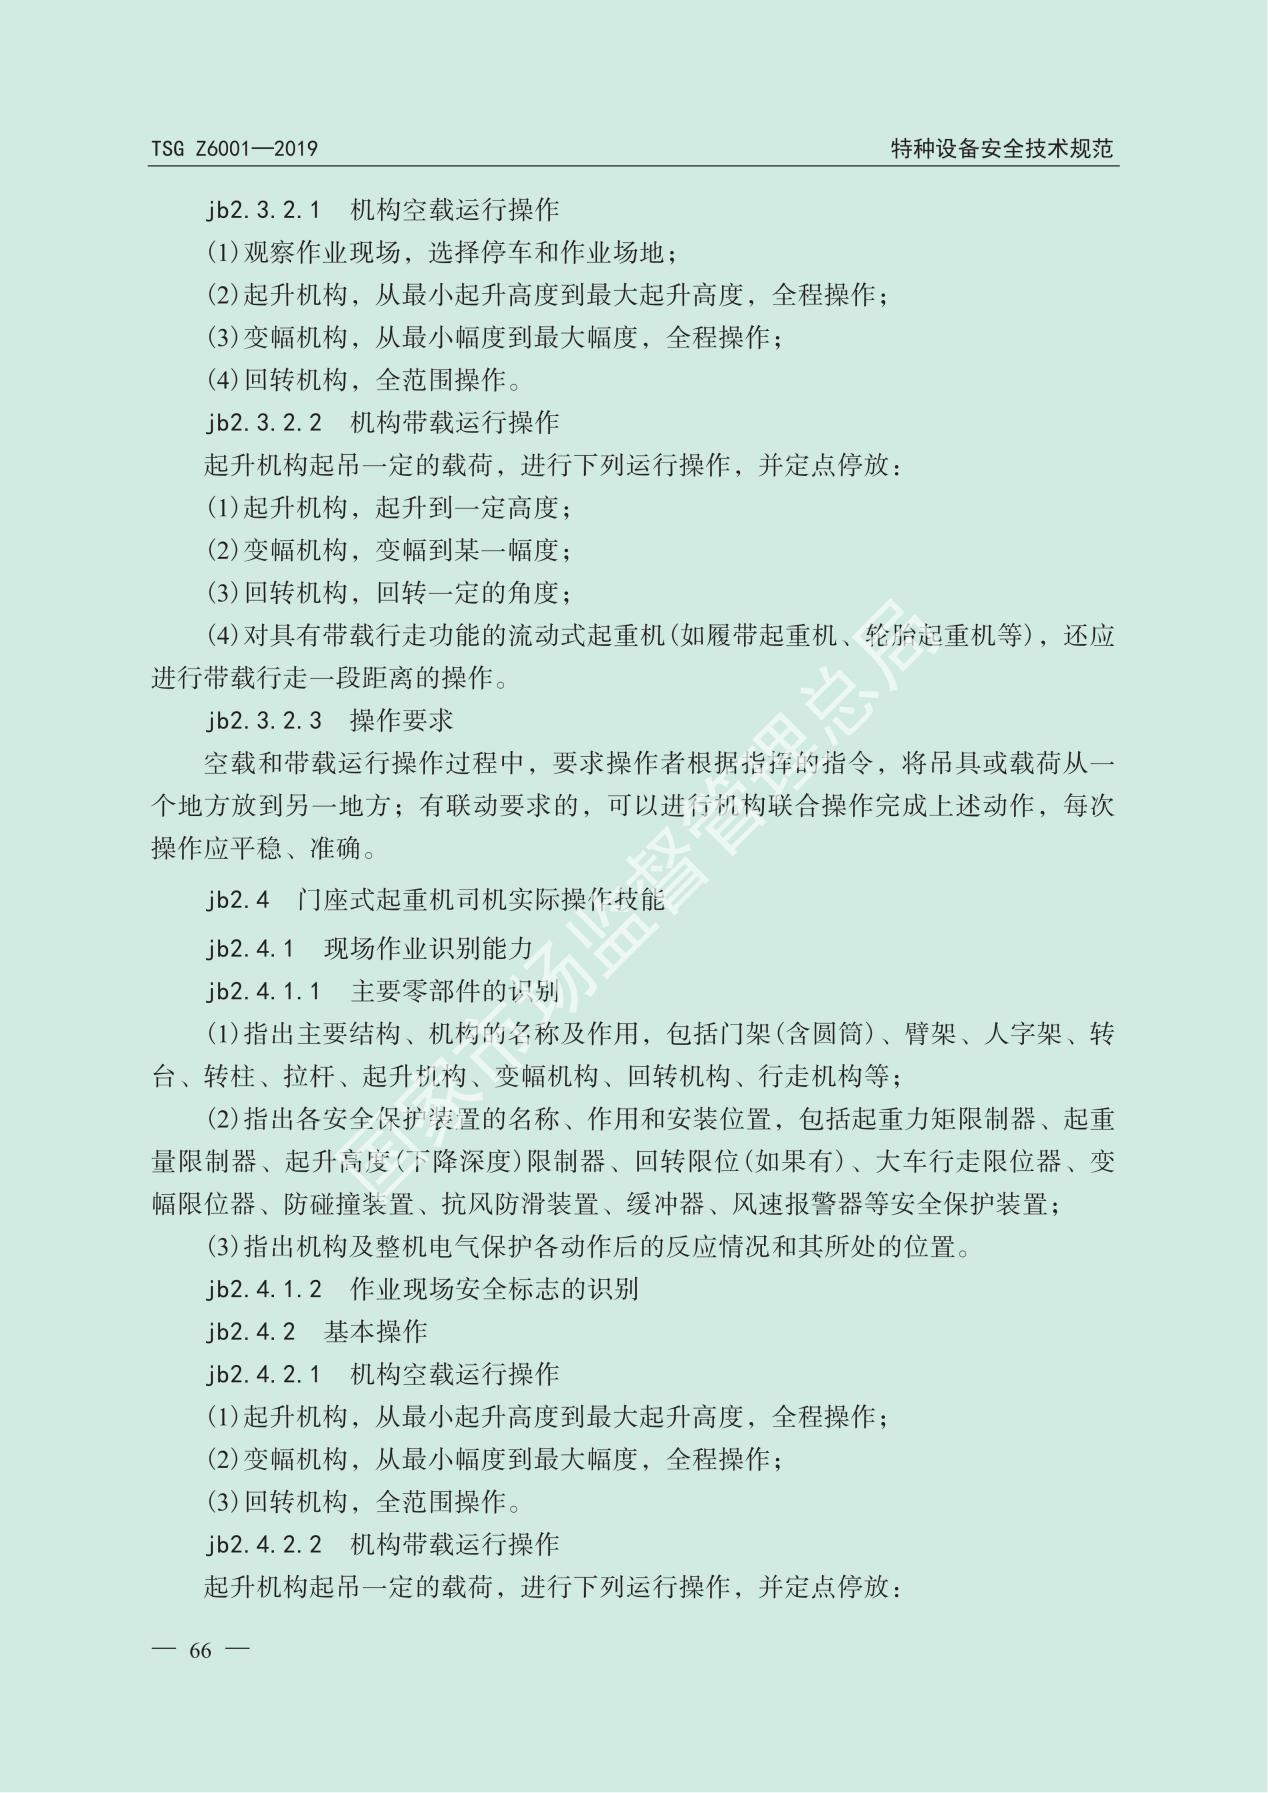 TSG Z6001—2019 特种设备安全技术规范
jb2.3.2.1 机构空载运行操作
(1)观察作业现场，选择停车和作业场地；
(2)起升机构，从最小起升高度到最大起升高度，全程操作；
(3)变幅机构，从最小幅度到最大幅度，全程操作；
(4)回转机构，全范围操作。
jb2.3.2.2 机构带载运行操作
起升机构起吊一定的载荷，进行下列运行操作，并定点停放：
(1)起升机构，起升到一定高度；
(2)变幅机构，变幅到某一幅度；
(3)回转机构，回转一定的角度；
(4)对具有带载行走功能的流动式起重机(如履带起重机、轮胎起重机等)，还应
进行带载行走一段距离的操作。
jb2.3.2.3 操作要求
空载和带载运行操作过程中，要求操作者根据指挥的指令，将吊具或载荷从一
个地方放到另一地方；有联动要求的，可以进行机构联合操作完成上述动作，每次
操作应平稳、准确。
jb2.4 门座式起重机司机实际操作技能
jb2.4.1 现场作业识别能力
jb2.4.1.1 主要零部件的识别
(1)指出主要结构、机构的名称及作用，包括门架(含圆筒)、臂架、人字架、转
台、转柱、拉杆、起升机构、变幅机构、回转机构、行走机构等；
(2)指出各安全保护装置的名称、作用和安装位置，包括起重力矩限制器、起重
量限制器、起升高度(下降深度)限制器、回转限位(如果有)、大车行走限位器、变
幅限位器、防碰撞装置、抗风防滑装置、缓冲器、风速报警器等安全保护装置；
(3)指出机构及整机电气保护各动作后的反应情况和其所处的位置。
jb2.4.1.2 作业现场安全标志的识别
jb2.4.2 基本操作
jb2.4.2.1 机构空载运行操作
(1)起升机构，从最小起升高度到最大起升高度，全程操作；
(2)变幅机构，从最小幅度到最大幅度，全程操作；
(3)回转机构，全范围操作。
jb2.4.2.2 机构带载运行操作
起升机构起吊一定的载荷，进行下列运行操作，并定点停放：
— 66 —
国家市场监督管理总局